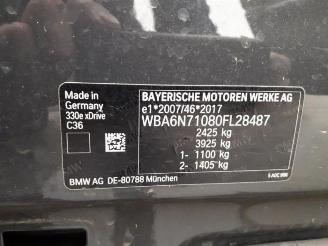 Made in
Germany
330e xDrive
C36
BAYERISCHE MOTOREN WERKE AG
e1*2007/46*2017
WBA6N71080FL28487
2425 kg
3925 kg
1- 1100 kg
2- 1405 kg
BMW AG DE-80788 München